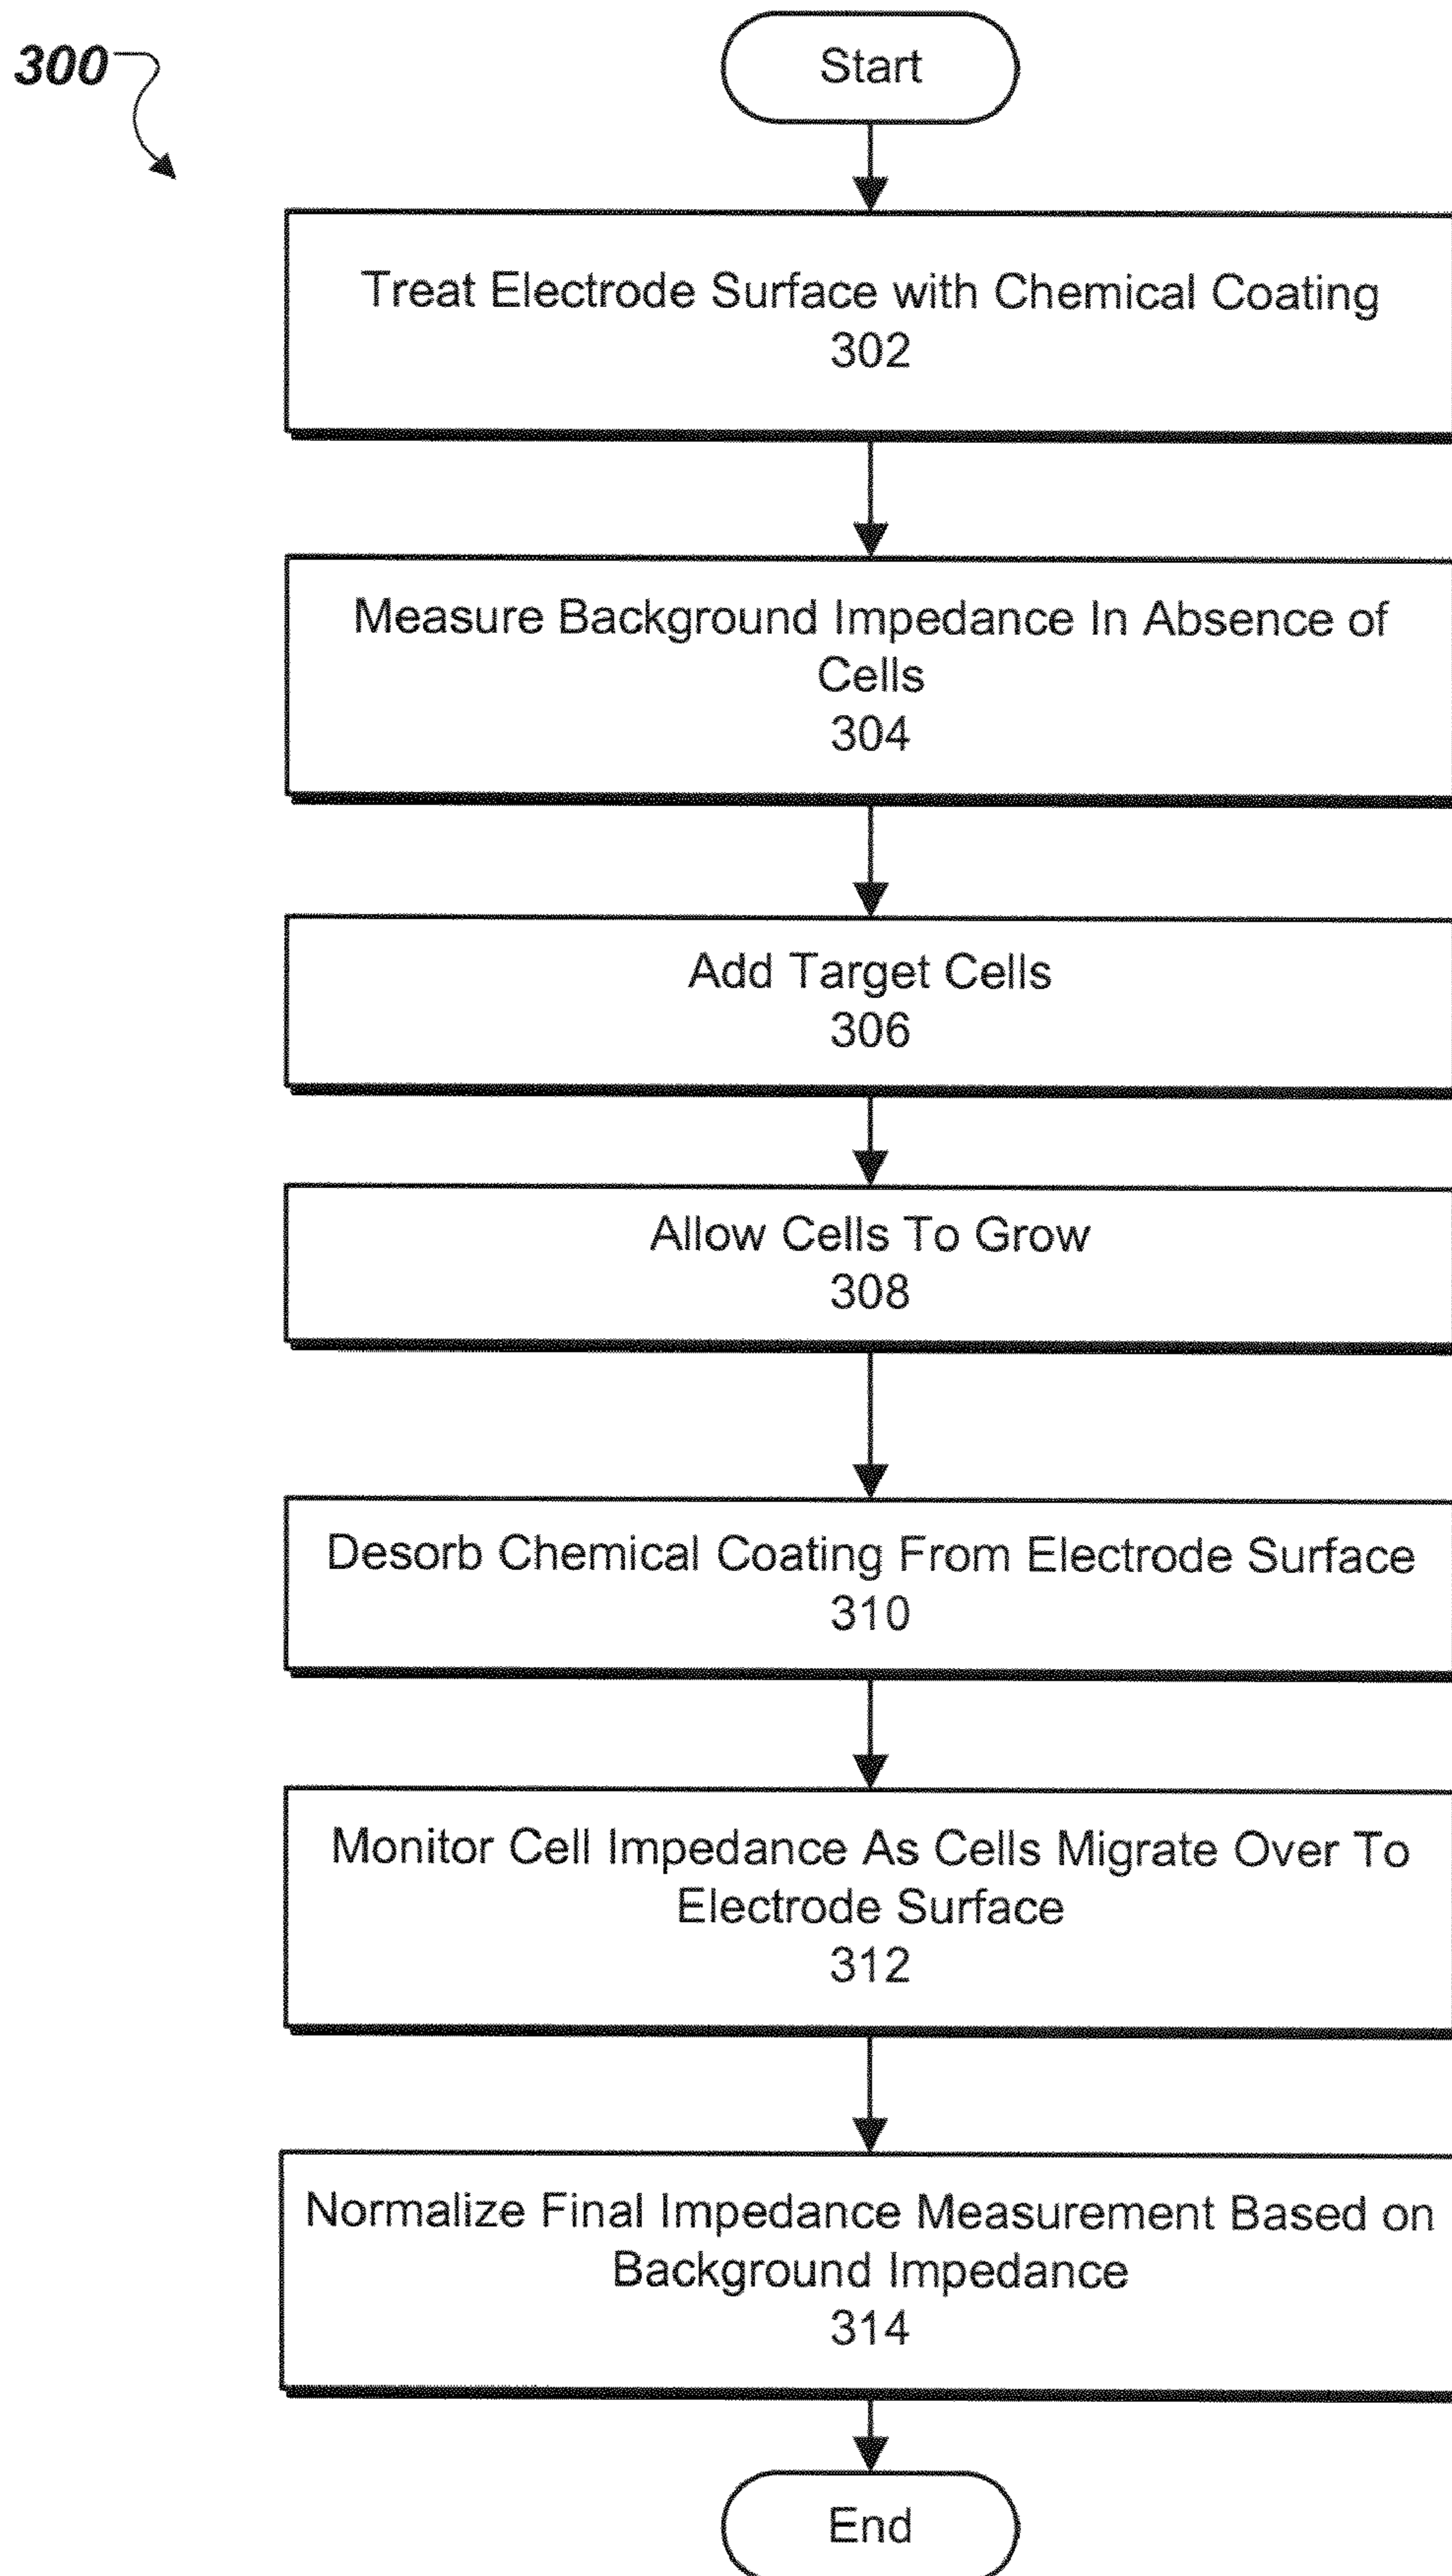 300
Start
Treat Electrode Surface with Chemical Coating
302
Measure Background Impedance In Absence of
Cells
304
Add Target Cells
306
Allow Cells To Grow
308
Desorb Chemical Coating From Electrode Surface
310
Monitor Cell Impedance As Cells Migrate Over To
Electrode Surface
312
Normalize Final Impedance Measurement Based on
Background Impedance
314
End